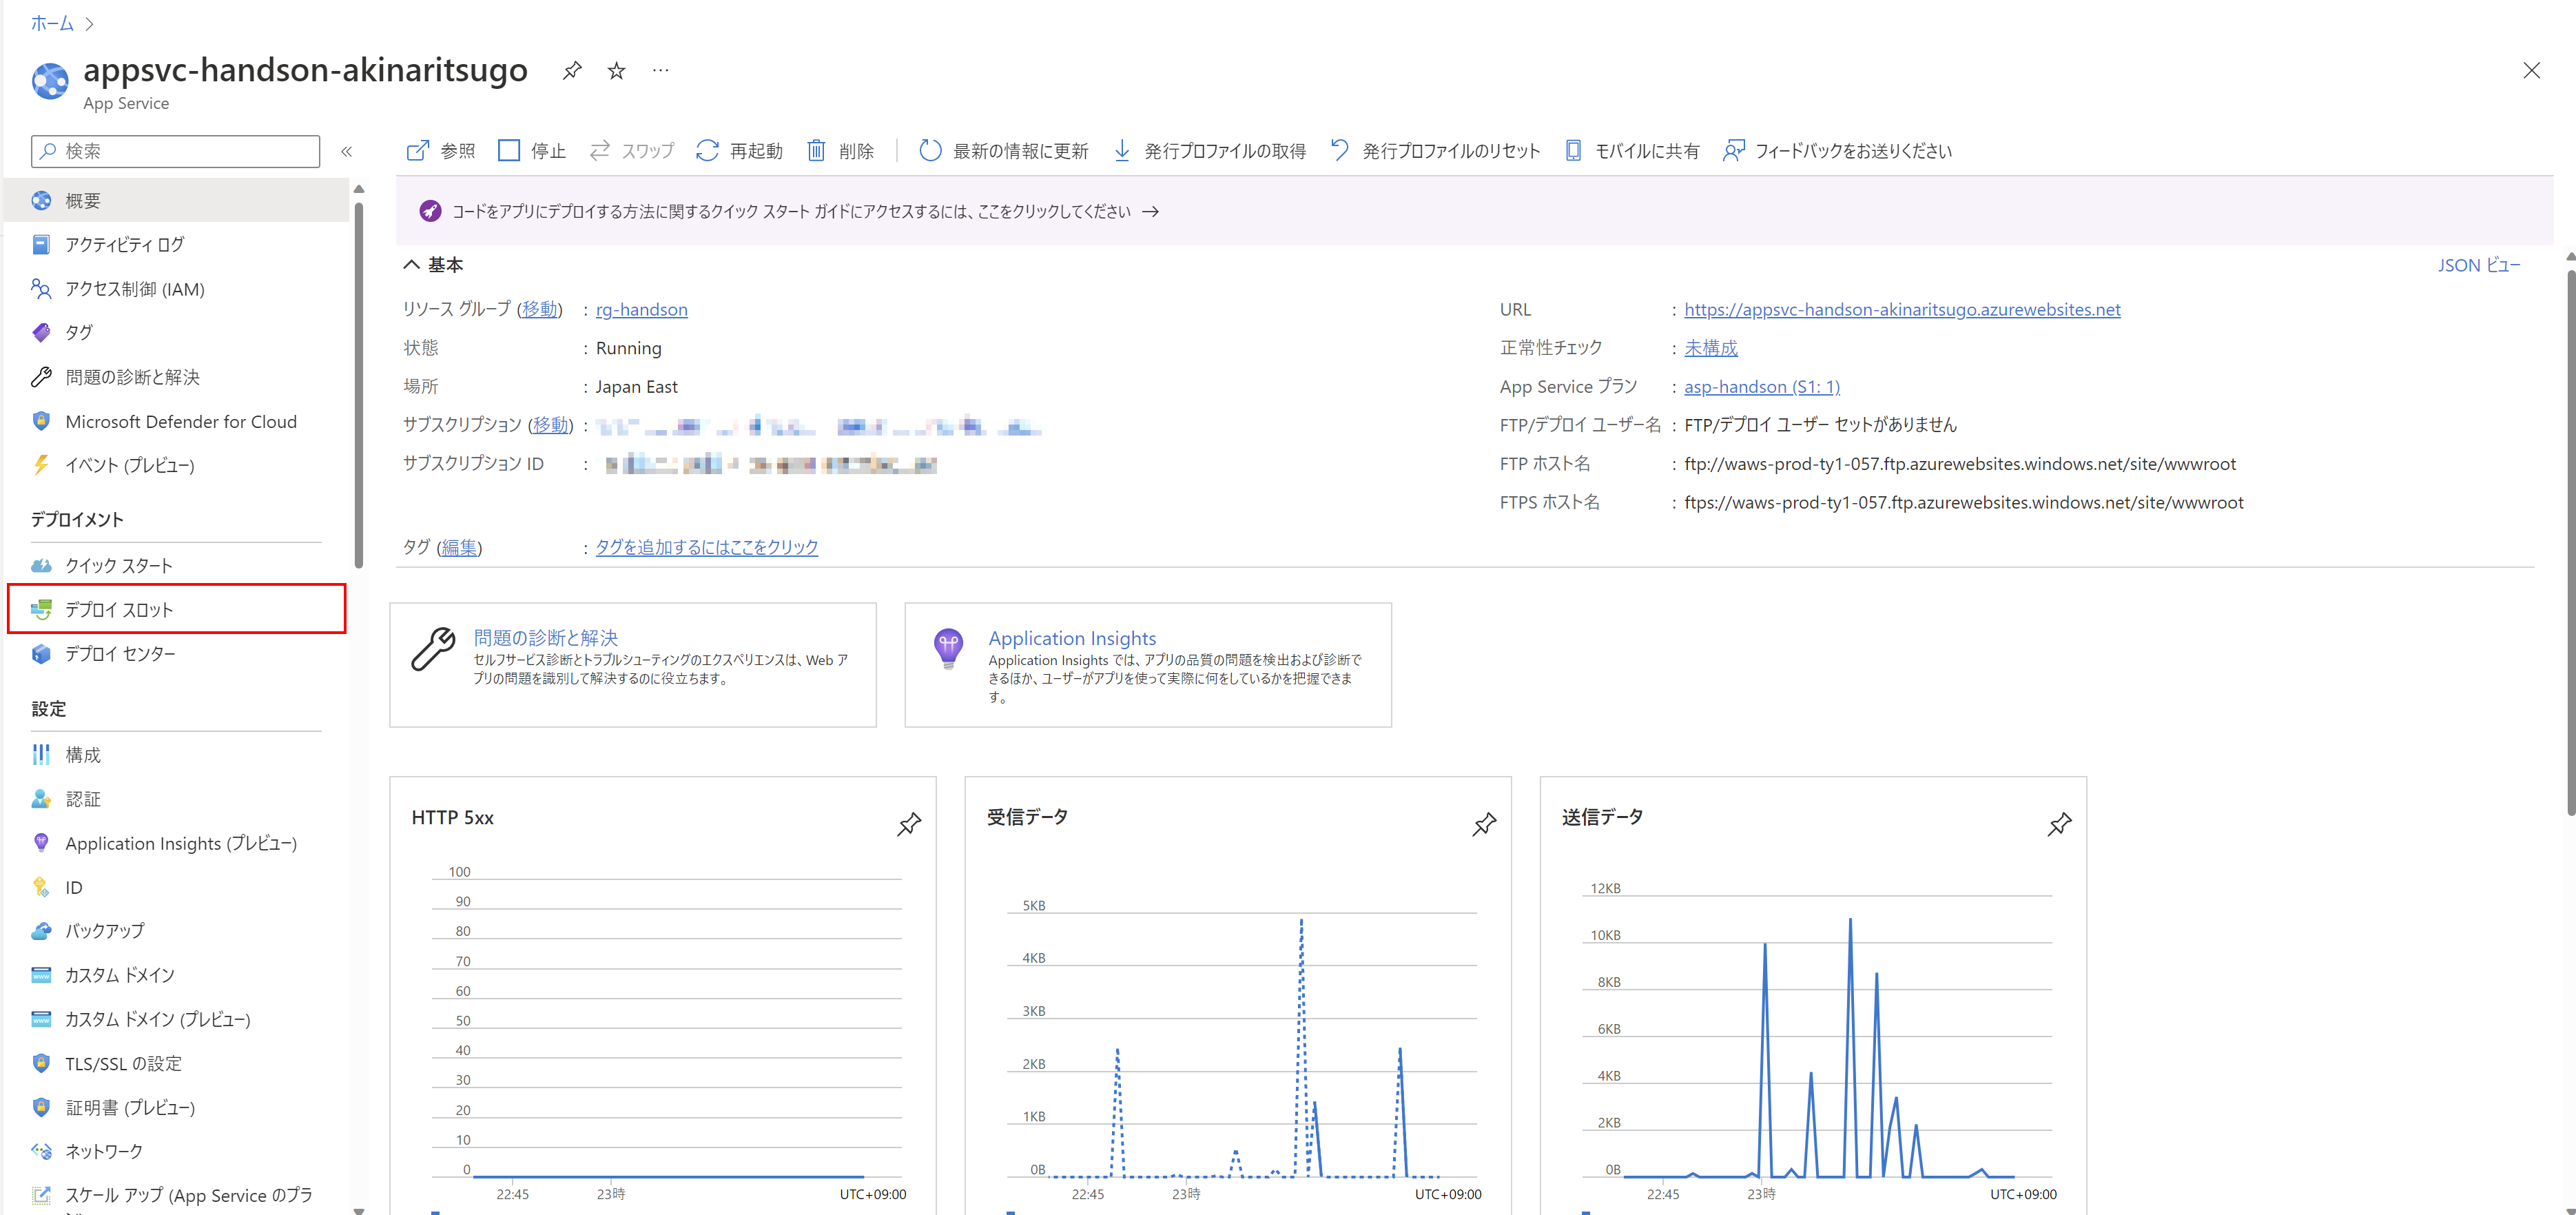 ホーム
appsvc-handson-akinaritsugo
App Service
検索
概要
アクティビティ ログ
アクセス制御 (IAM)
タグ
問題の診断と解決
Microsoft Defender for Cloud
イベント (プレビュー)
デプロイメント
クイック スタート
デプロイ スロット
デプロイ センター
設定
構成
認証
Application Insights (プレビュー)
ID
バックアップ
カスタム ドメイン
カスタム ドメイン (プレビュー)
TLS/SSL の設定
証明書 (プレビュー)
ネットワーク
スケール アップ (App Service のプラ
参照 停止 スワップ 再起動 削除 最新の情報に更新 発行プロファイルの取得 発行プロファイルのリセット モバイルに共有 フィードバックをお送りください
コードをアプリにデプロイする方法に関するクイック スタート ガイドにアクセスするには、ここをクリックしてください →
基本
JSON ビュー
リソース グループ (移動) : rg-handson
状態 : Running
場所 : Japan East
サブスクリプション (移動) :
サブスクリプション ID :
タグ (編集) : タグを追加するにはここをクリック
URL : https://appsvc-handson-akinaritsugo.azurewebsites.net
正常性チェック : 未構成
App Service プラン : asp-handson (S1: 1)
FTP/デプロイ ユーザー名 : FTP/デプロイ ユーザー セットがありません
FTP ホスト名 : ftp://waws-prod-ty1-057.ftp.azurewebsites.windows.net/site/wwwroot
FTPS ホスト名 : ftps://waws-prod-ty1-057.ftp.azurewebsites.windows.net/site/wwwroot
問題の診断と解決
セルフサービス診断とトラブルシューティングのエクスペリエンスは、Web ア
プリの問題を識別して解決するのに役立ちます。
Application Insights
Application Insights では、アプリの品質の問題を検出および診断で
きるほか、ユーザーがアプリを使って実際に何をしているかを把握できま
す。
HTTP 5xx
100
90
80
70
60
50
40
30
20
10
0
22:45 23時 UTC+09:00
受信データ
5KB
4KB
3KB
2KB
1KB
0B
22:45 23時 UTC+09:00
送信データ
12KB
10KB
8KB
6KB
4KB
2KB
0B
22:45 23時 UTC+09:00